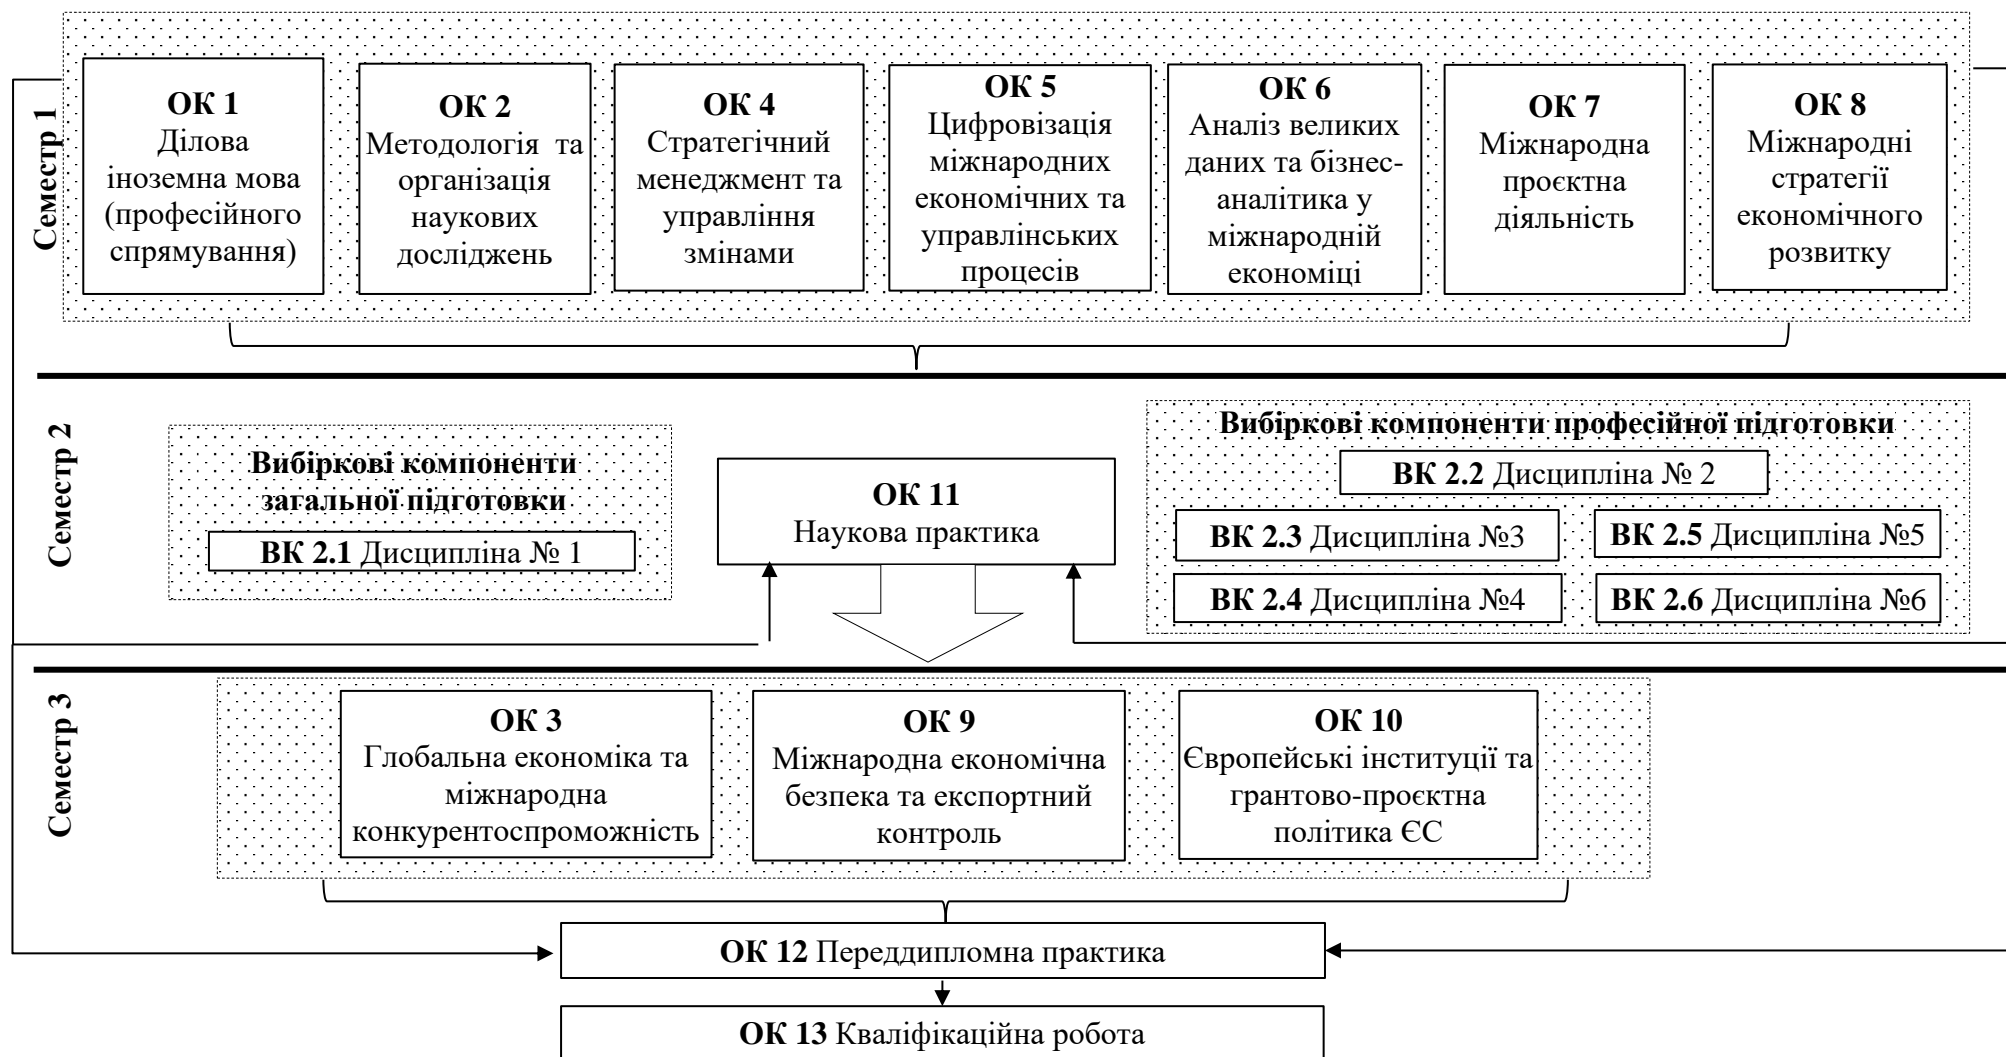 Семестр 1
ОК 1
Ділова
іноземна мова
(професійного
спрямування)
ОК 2
Методологія та
організація
наукових
досліджень
ОК 4
Стратегічний
менеджмент та
управління
змінами
ОК 5
Цифровізація
міжнародних
економічних та
управлінських
процесів
ОК 6
Аналіз великих
даних та бізнес-
аналітика у
міжнародній
економіці
ОК 7
Міжнародна
проєктна
діяльність
ОК 8
Міжнародні
стратегії
економічного
розвитку
Семестр 2
Вибіркові компоненти
загальної підготовки
ВК 2.1 Дисципліна № 1
ОК 11
Наукова практика
Вибіркові компоненти професійної підготовки
ВК 2.2 Дисципліна № 2
ВК 2.3 Дисципліна №3
ВК 2.5 Дисципліна №5
ВК 2.4 Дисципліна №4
ВК 2.6 Дисципліна №6
Семестр 3
ОК 3
Глобальна економіка та
міжнародна
конкурентоспроможність
ОК 9
Міжнародна економічна
безпека та експортний
контроль
ОК 10
Європейські інституції та
грантово-проєктна
політика ЄС
ОК 12 Переддипломна практика
ОК 13 Кваліфікаційна робота